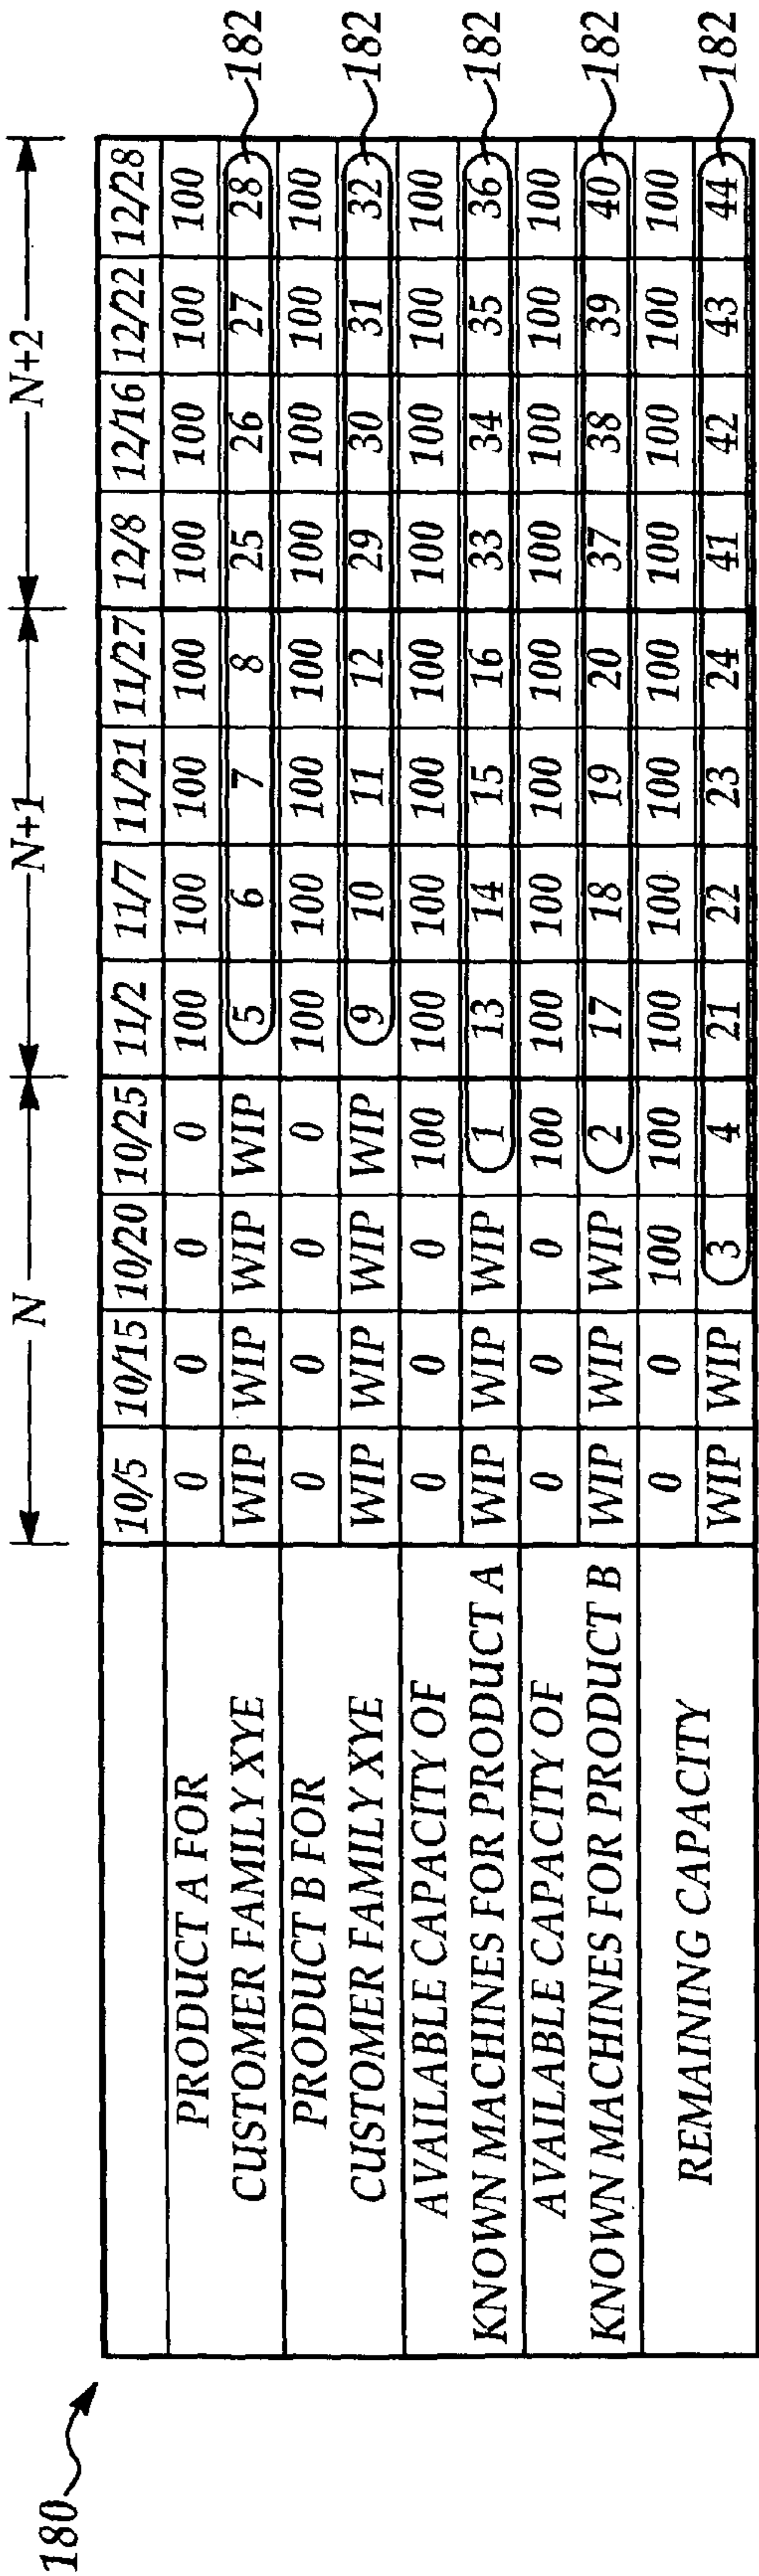 180
N N+1 N+2
10/5 10/15 10/20 10/25 11/2 11/7 11/21 11/27 12/8 12/16 12/22 12/28
PRODUCT A FOR 0 0 0 0 100 100 100 100 100 100 100 100
CUSTOMER FAMILY XYE WIP WIP WIP WIP 5 6 7 8 25 26 27 28 182
PRODUCT B FOR 0 0 0 0 100 100 100 100 100 100 100 100
CUSTOMER FAMILY XYE WIP WIP WIP WIP 9 10 11 12 29 30 31 32 182
AVAILABLE CAPACITY OF 0 0 0 100 100 100 100 100 100 100 100 100
KNOWN MACHINES FOR PRODUCT A WIP WIP WIP 1 13 14 15 16 33 34 35 36 182
AVAILABLE CAPACITY OF 0 0 0 100 100 100 100 100 100 100 100 100
KNOWN MACHINES FOR PRODUCT B WIP WIP WIP 2 17 18 19 20 37 38 39 40 182
REMAINING CAPACITY 0 0 100 100 100 100 100 100 100 100 100 100
WIP WIP 3 4 21 22 23 24 41 42 43 44 182